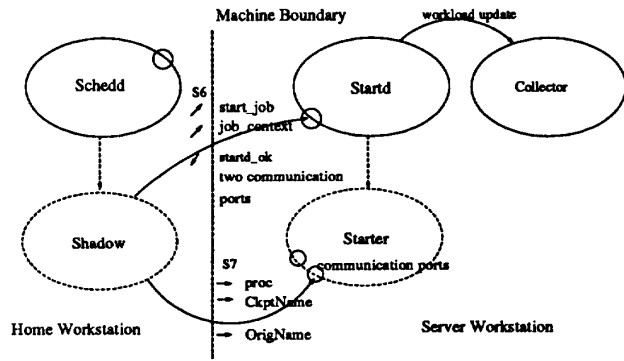 Machine Boundary
workload update
Schedd
Startd
Collector
S6
start_job
job_context
startd_ok
two communication
ports
Shadow
Starter
S7
communication ports
proc
CkptName
OrigName
Home Workstation
Server Workstation